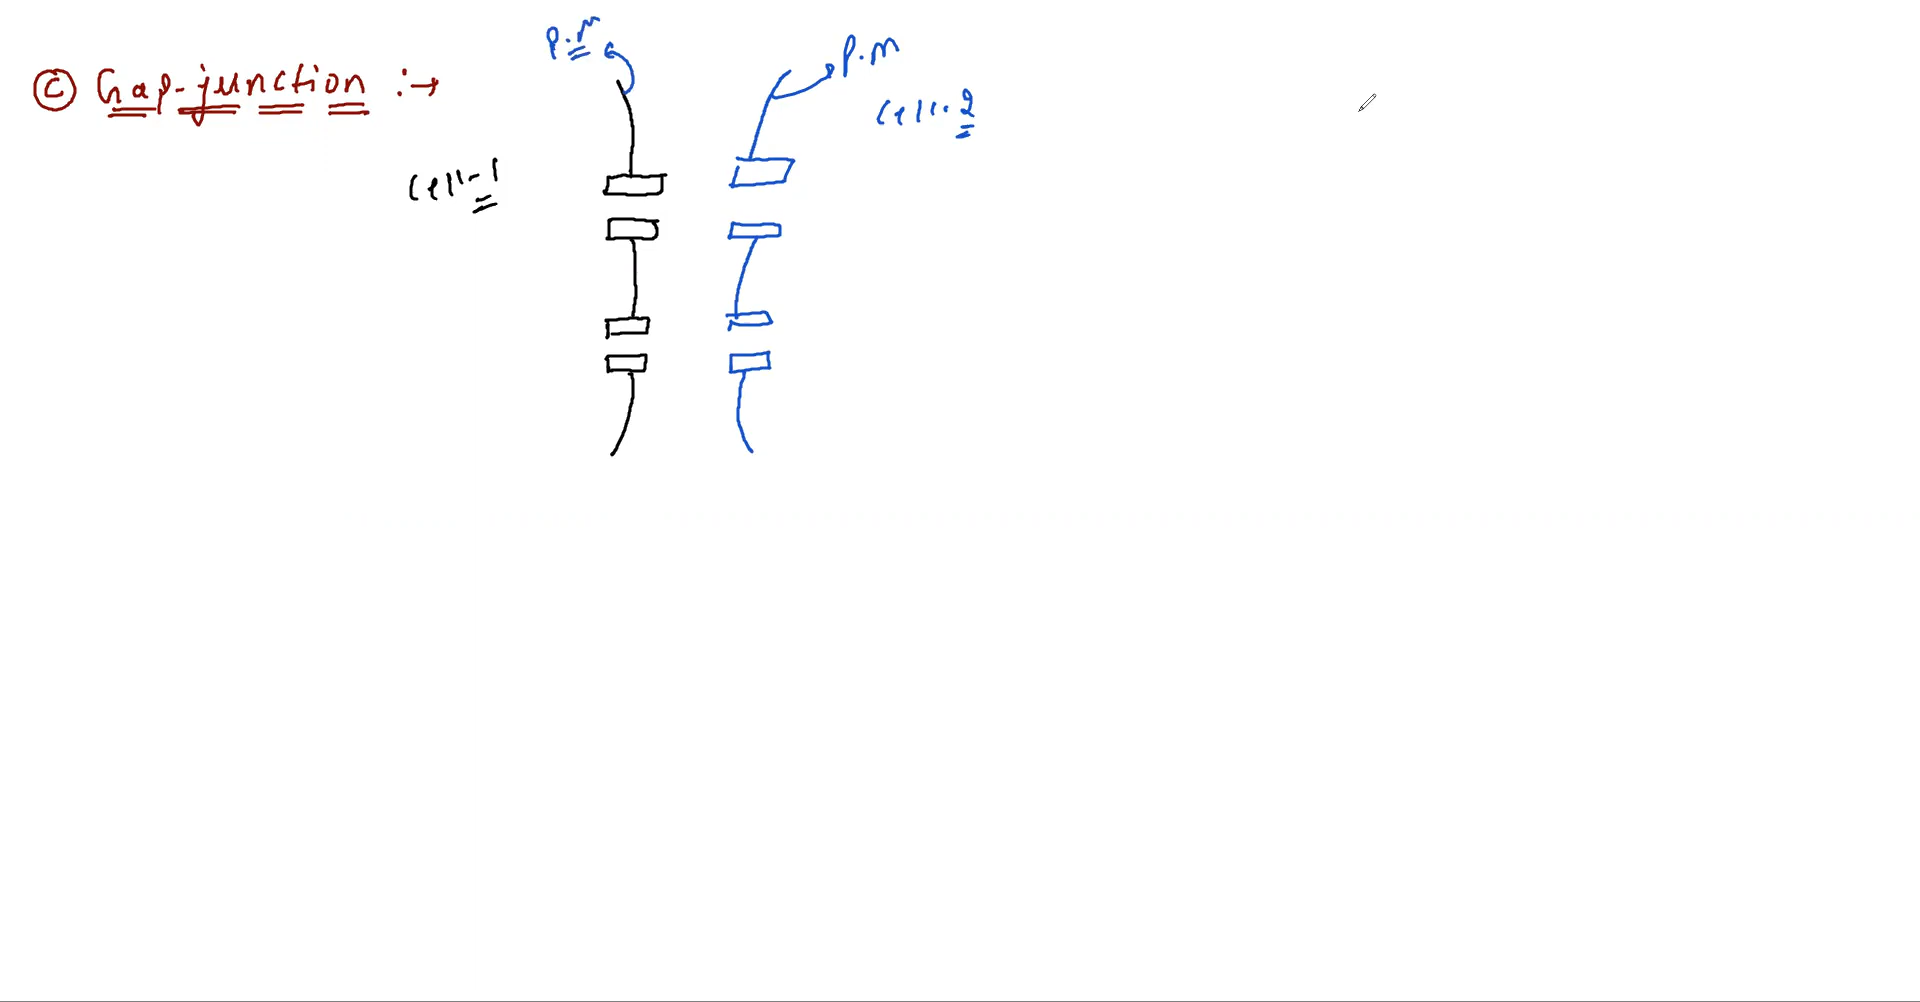 P.M
P.M
© Gap-junction :→
Cell-2
Cell-1